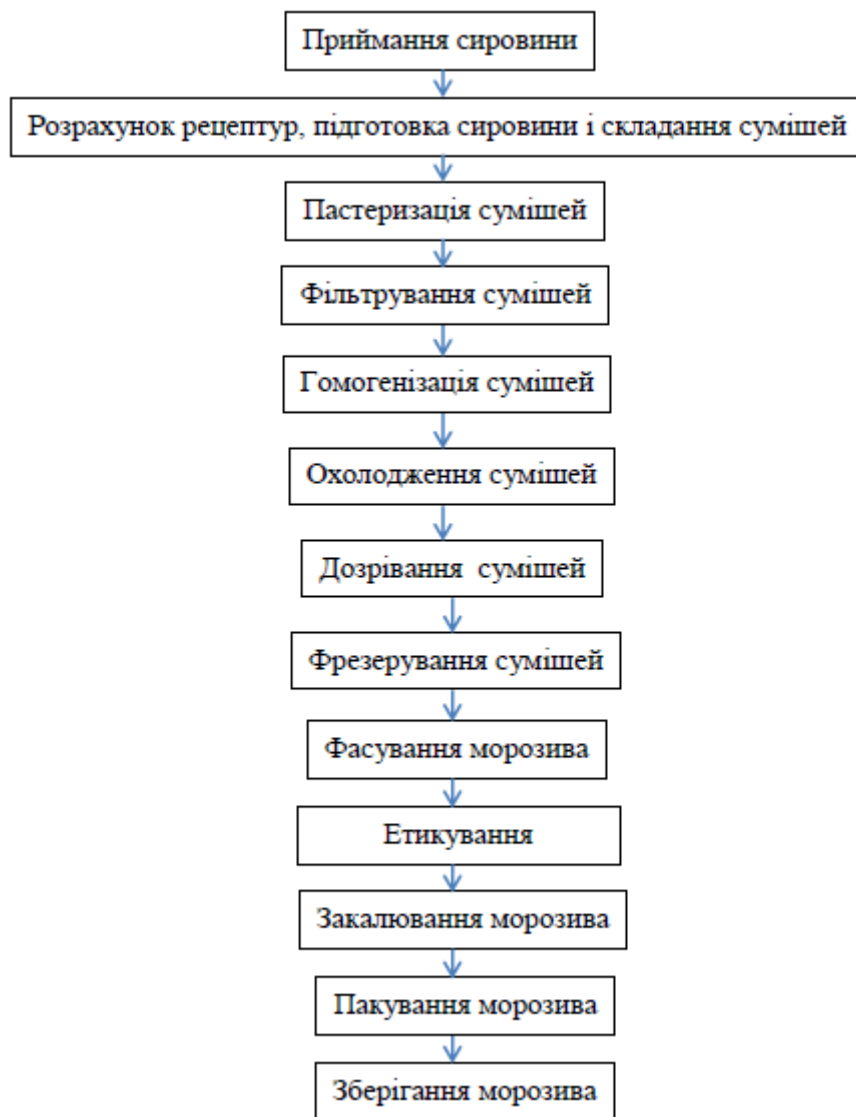 Приймання сировини
Розрахунок рецептур, підготовка сировини і складання сумішей
Пастеризація сумішей
Фільтрування сумішей
Гомогенізація сумішей
Охолодження сумішей
Дозрівання сумішей
Фрезерування сумішей
Фасування морозива
Етикування
Закалювання морозива
Пакування морозива
Зберігання морозива